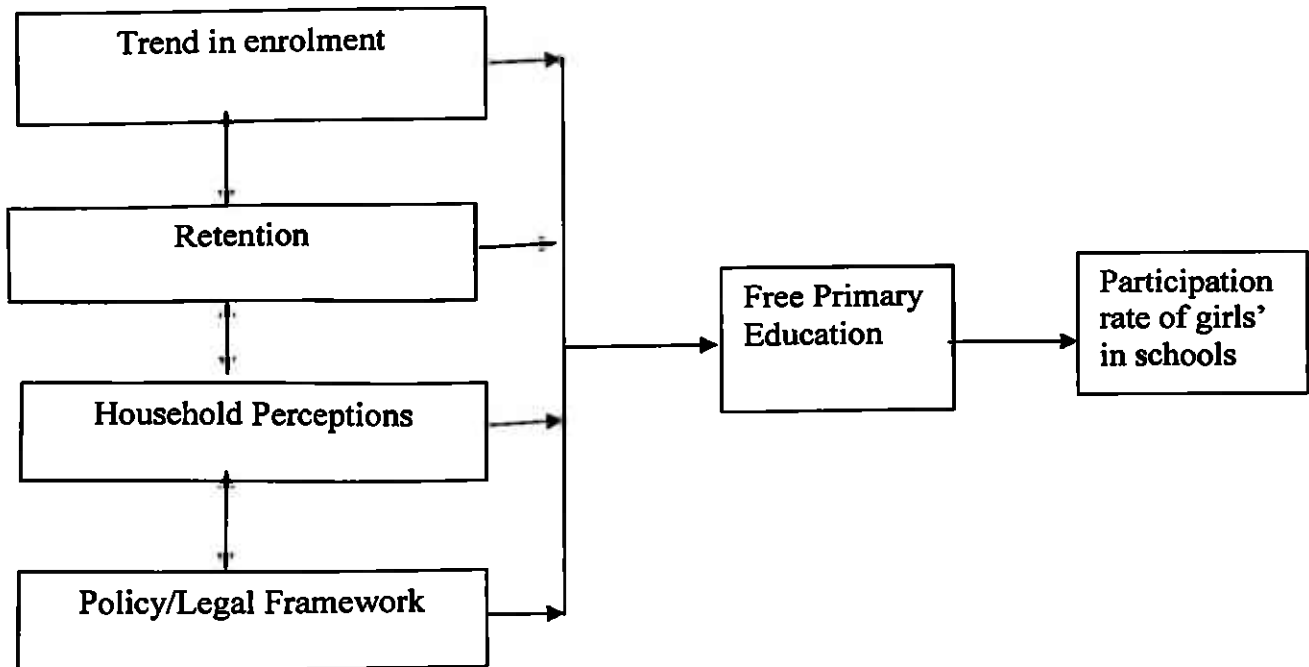 Trend in enrolment
Retention
Household Perceptions
Policy/Legal Framework
Free Primary
Education
Participation
rate of girls’
in schools